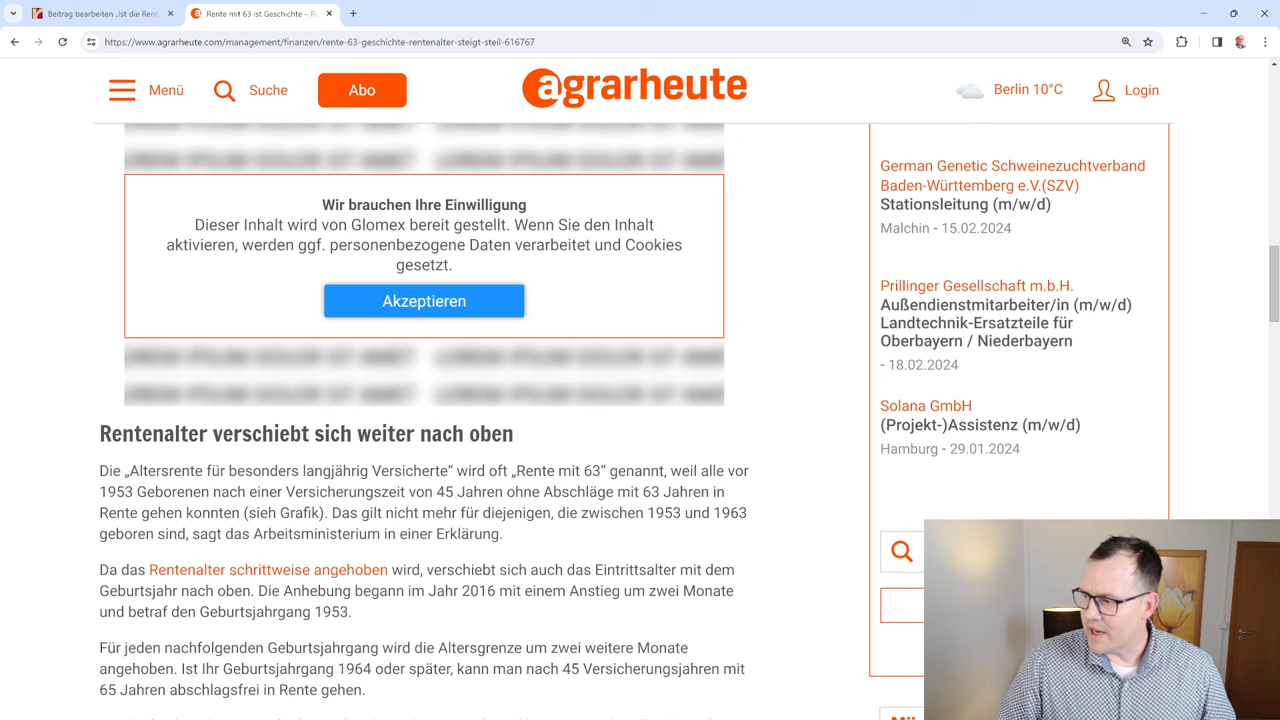 Beitrag bearbeiten „Ist die Rent
Rente mit 63 ist Geschichte – R
https://www.agrarheute.com/management/finanzen/rente-63-geschichte-rentenalter-steigt-steil-616767
Menü
Suche
Abo
agrarheute
Berlin 10°C
Login
Wir brauchen Ihre Einwilligung
Dieser Inhalt wird von Glomex bereit gestellt. Wenn Sie den Inhalt
aktivieren, werden ggf. personenbezogene Daten verarbeitet und Cookies
gesetzt.
Akzeptieren
LOREM IPSUM DOLOR SIT AMET
LOREM IPSUM DOLOR SIT AMET
Rentenalter verschiebt sich weiter nach oben
Die „Altersrente für besonders langjährig Versicherte“ wird oft „Rente mit 63“ genannt, weil alle vor
1953 Geborenen nach einer Versicherungszeit von 45 Jahren ohne Abschläge mit 63 Jahren in
Rente gehen konnten (sieh Grafik). Das gilt nicht mehr für diejenigen, die zwischen 1953 und 1963
geboren sind, sagt das Arbeitsministerium in einer Erklärung.
Da das Rentenalter schrittweise angehoben wird, verschiebt sich auch das Eintrittsalter mit dem
Geburtsjahr nach oben. Die Anhebung begann im Jahr 2016 mit einem Anstieg um zwei Monate
und betraf den Geburtsjahrgang 1953.
Für jeden nachfolgenden Geburtsjahrgang wird die Altersgrenze um zwei weitere Monate
angehoben. Ist Ihr Geburtsjahrgang 1964 oder später, kann man nach 45 Versicherungsjahren mit
65 Jahren abschlagsfrei in Rente gehen.
German Genetic Schweinezuchtverband
Baden-Württemberg e.V.(SZV)
Stationsleitung (m/w/d)
Malchin - 15.02.2024
Prillinger Gesellschaft m.b.H.
Außendienstmitarbeiter/in (m/w/d)
Landtechnik-Ersatzteile für
Oberbayern / Niederbayern
- 18.02.2024
Solana GmbH
(Projekt-)Assistenz (m/w/d)
Hamburg - 29.01.2024